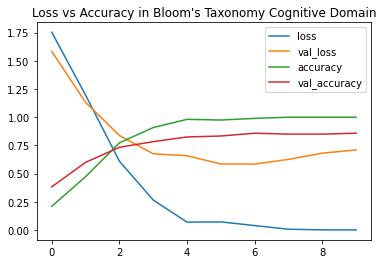 Loss vs Accuracy in Bloom's Taxonomy Cognitive Domain
loss
val_loss
accuracy
val_accuracy
1.75
1.50
1.25
1.00
0.75
0.50
0.25
0.00
0 2 4 6 8